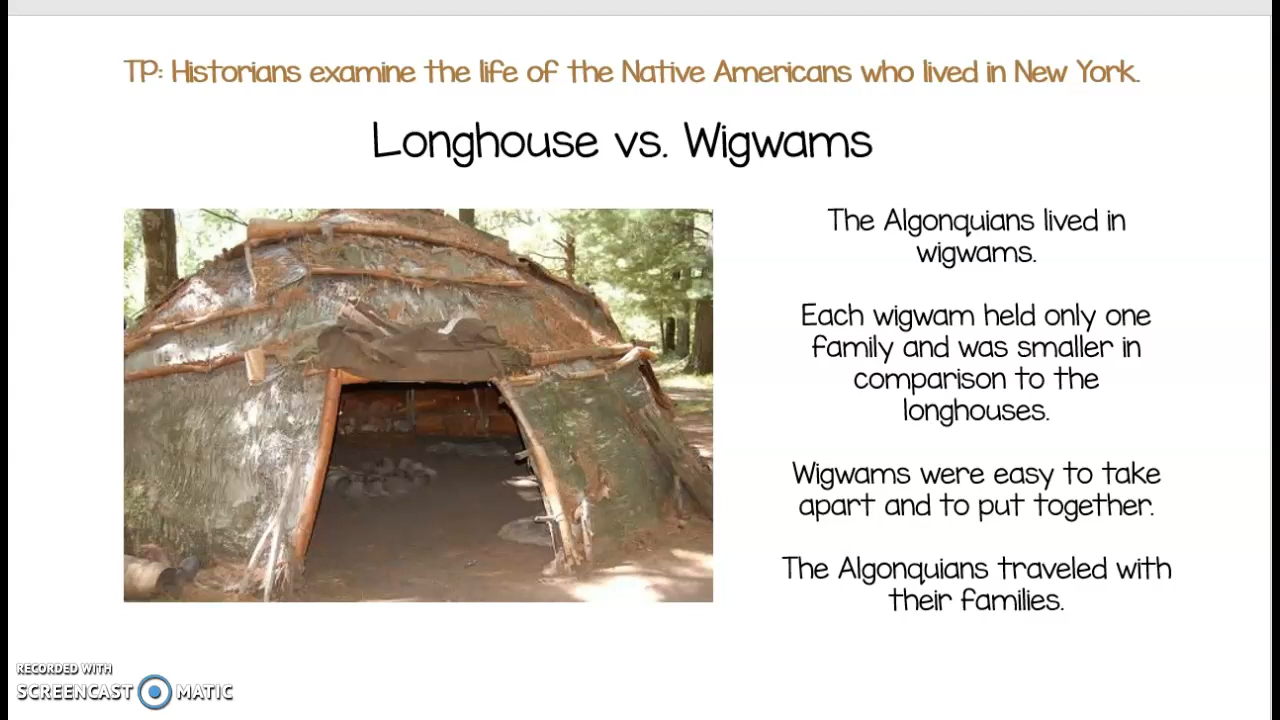 TP: Historians examine the life of the Native Americans who lived in New York.
Longhouse vs. Wigwams
The Algonquians lived in
wigwams.
Each wigwam held only one
family and was smaller in
comparison to the
longhouses.
Wigwams were easy to take
apart and to put together.
The Algonquians traveled with
their families.
RECORDED WITH
SCREENCAST MATIC